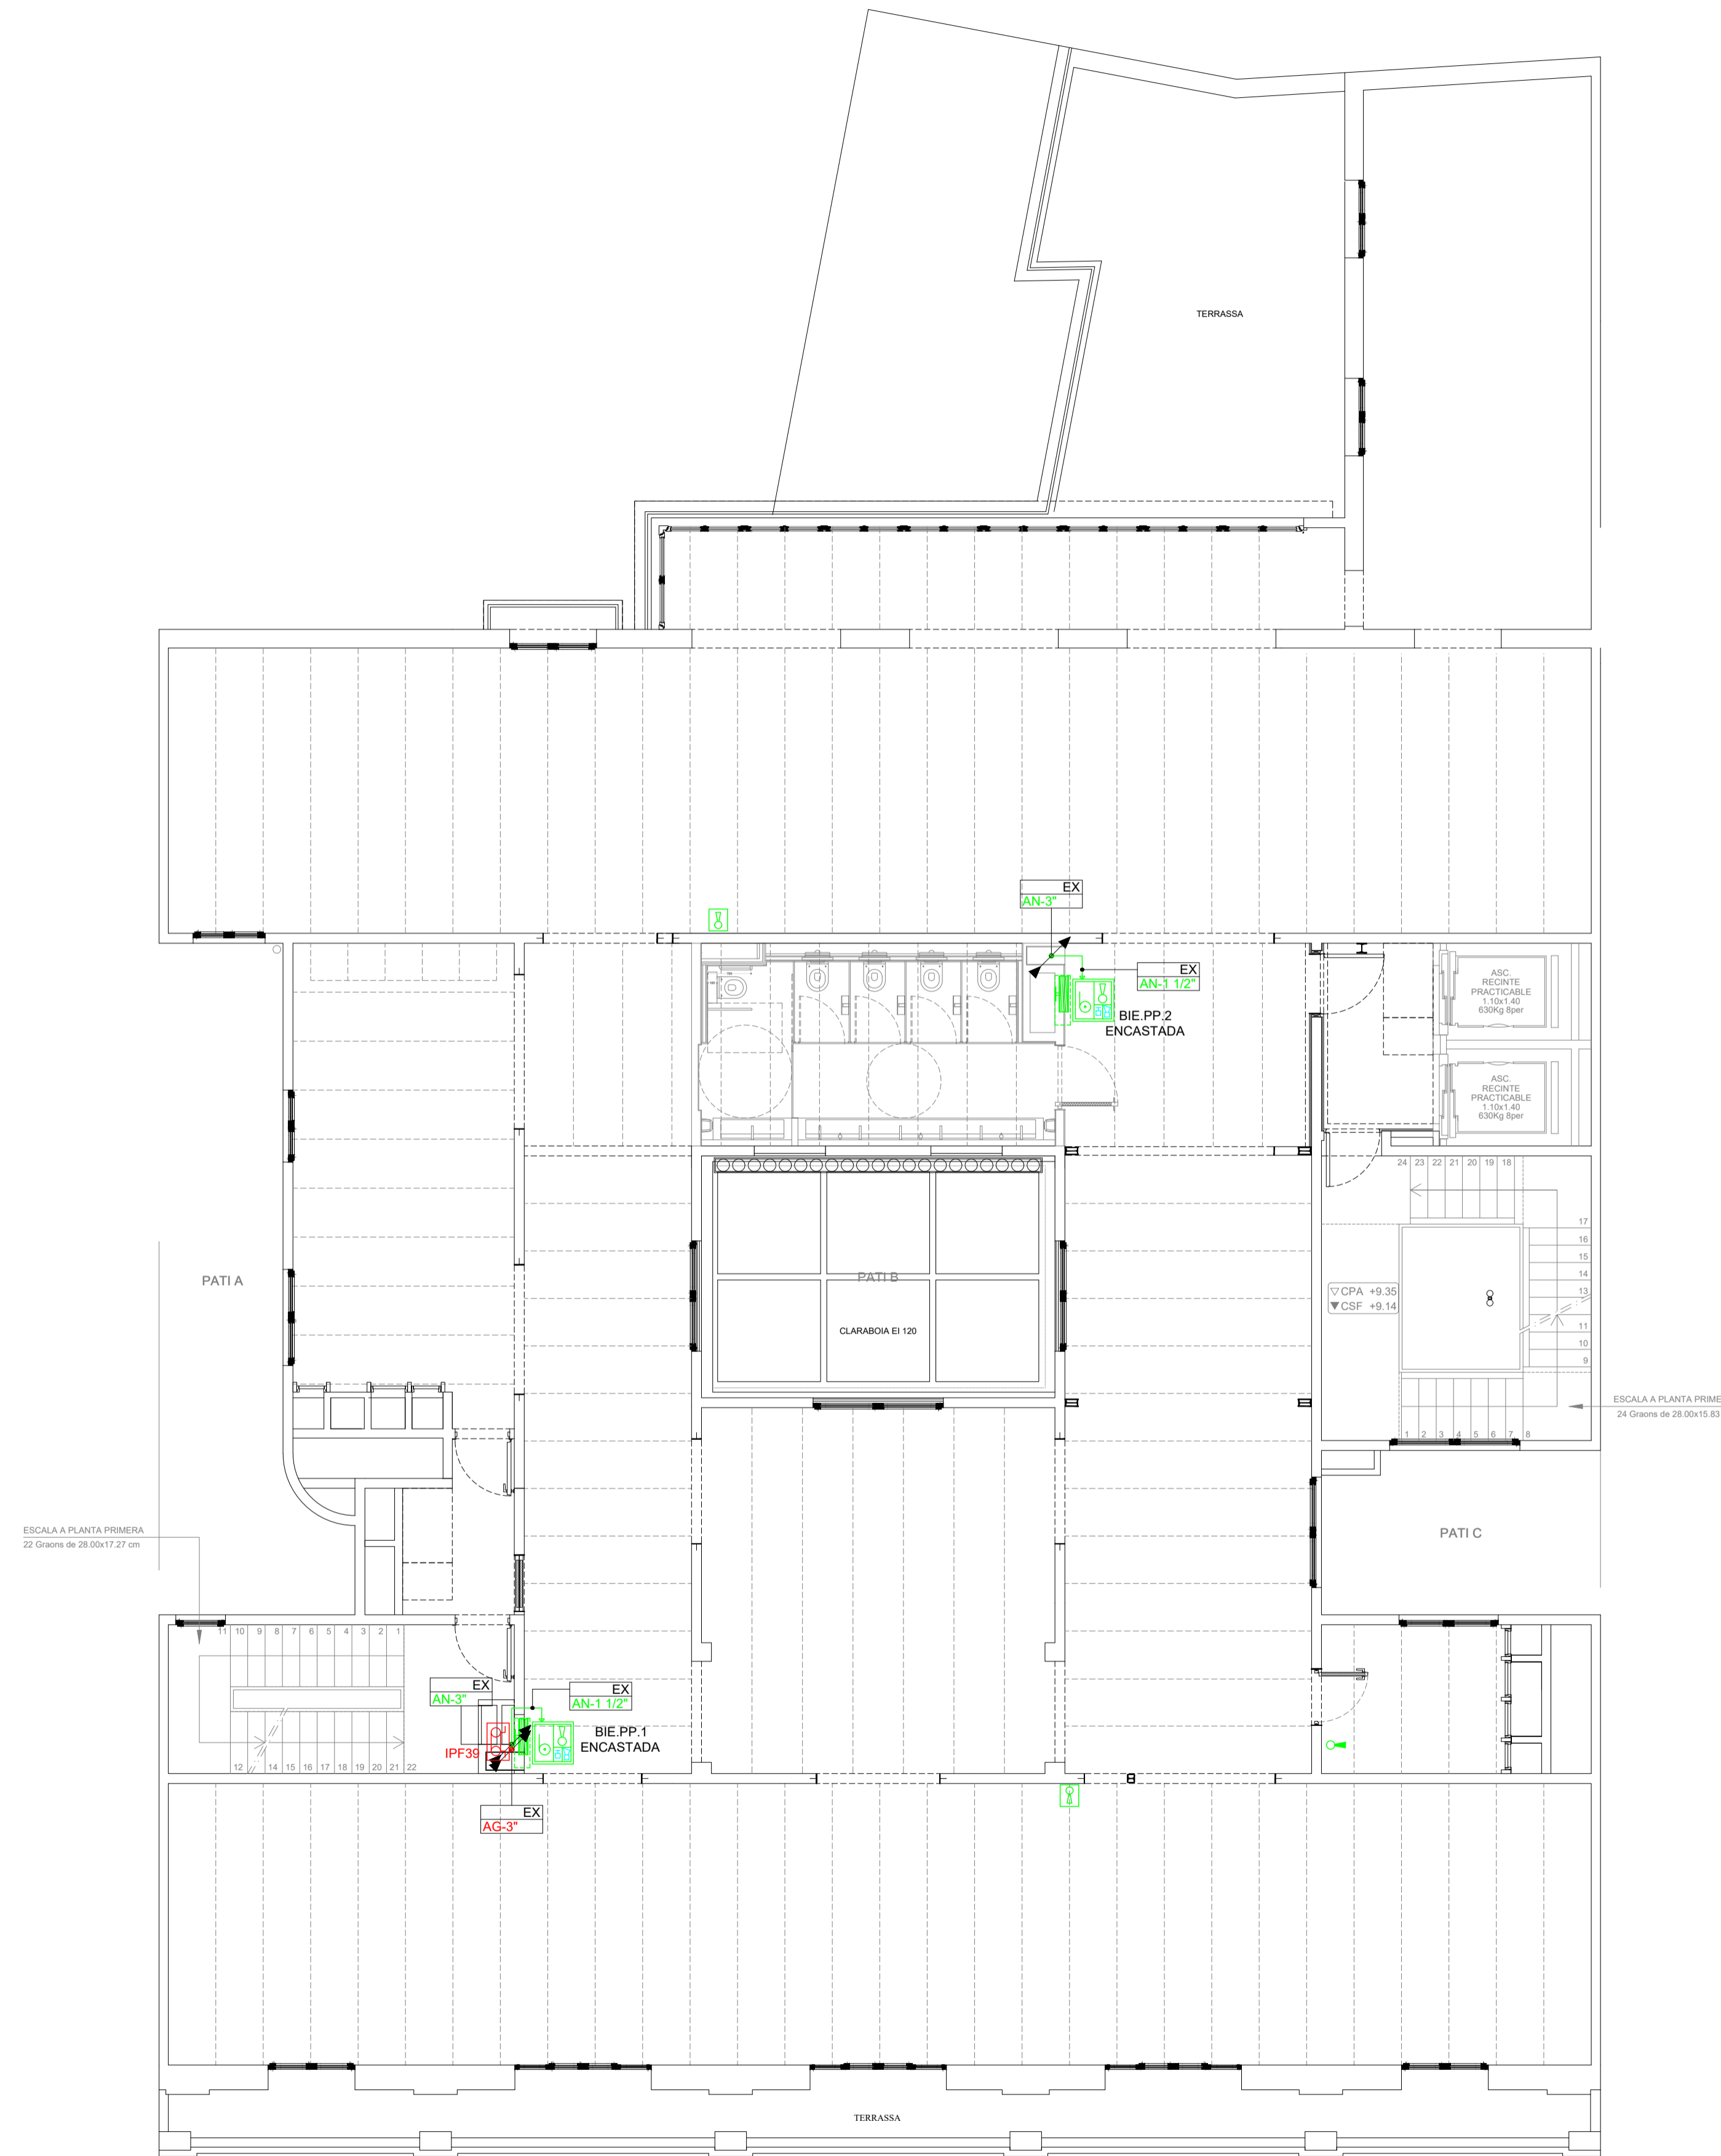 TERRASSA
EX
AN-3"
EX
AN-1 1/2"
BIE.PP.2
ENCASTADA
ASC.
RECINTE
PRACTICABLE
1.10x1.40
630Kg 8per
ASC.
RECINTE
PRACTICABLE
1.10x1.40
630Kg 8per
24 23 22 21 20 19 18
17
16
15
14
13
11
10
9
1 2 3 4 5 6 7 8
PATI A
PATI B
CLARABOIA EI 120
CPA +9.35
CSF +9.14
ESCALA A PLANTA PRIME
24 Graons de 28.00x15.83
PATI C
ESCALA A PLANTA PRIMERA
22 Graons de 28.00x17.27 cm
11 10 9 8 7 6 5 4 3 2 1
EX
AN-3"
EX
AN-1 1/2"
BIE.PP.1
ENCASTADA
IPF39
12 14 15 16 17 18 19 20 21 22
EX
AG-3"
TERRASSA